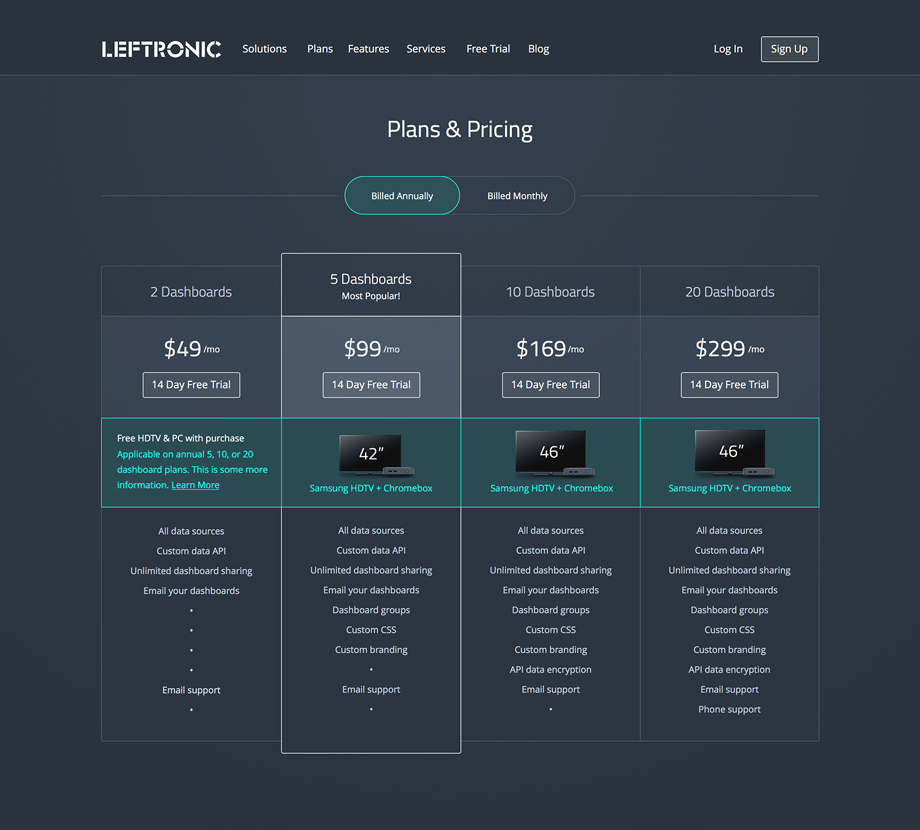 LEFTRONIC Solutions Plans Features Services Free Trial Blog Log In Sign Up
Plans & Pricing
Billed Annually Billed Monthly
2 Dashboards
$49 /mo
14 Day Free Trial
Free HDTV & PC with purchase
Applicable on annual 5, 10, or 20
dashboard plans. This is some more
information. Learn More
All data sources
Custom data API
Unlimited dashboard sharing
Email your dashboards
•
•
•
•
Email support
•
5 Dashboards
Most Popular!
$99 /mo
14 Day Free Trial
42”
Samsung HDTV + Chromebox
All data sources
Custom data API
Unlimited dashboard sharing
Email your dashboards
Dashboard groups
Custom CSS
Custom branding
•
Email support
•
10 Dashboards
$169 /mo
14 Day Free Trial
46”
Samsung HDTV + Chromebox
All data sources
Custom data API
Unlimited dashboard sharing
Email your dashboards
Dashboard groups
Custom CSS
Custom branding
API data encryption
Email support
•
20 Dashboards
$299 /mo
14 Day Free Trial
46”
Samsung HDTV + Chromebox
All data sources
Custom data API
Unlimited dashboard sharing
Email your dashboards
Dashboard groups
Custom CSS
Custom branding
API data encryption
Email support
Phone support